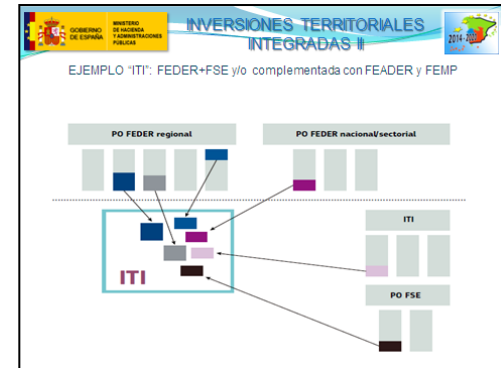 GOBIERNO
DE ESPAÑA
MINISTERIO
DE HACIENDA
Y ADMINISTRACIONES
PÚBLICAS
INVERSIONES TERRITORIALES
INTEGRADAS II
2014-2020
EJEMPLO "ITI": FEDER+FSE y/o complementada con FEADER y FEMP
PO FEDER regional
PO FEDER nacional/sectorial
ITI
ITI
PO FSE